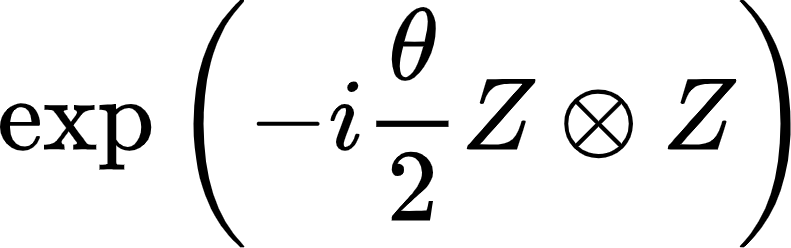 exp(−i θ/2 Z ⊗ Z)